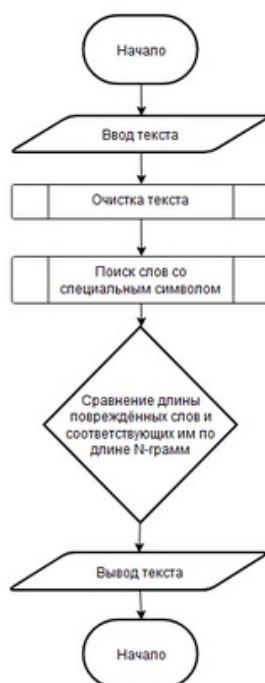 Начало
Ввод текста
Очистка текста
Поиск слов со
специальным символом
Сравнение длины
повреждённых слов и
соответствующих им по
длине N-грамм
Вывод текста
Начало